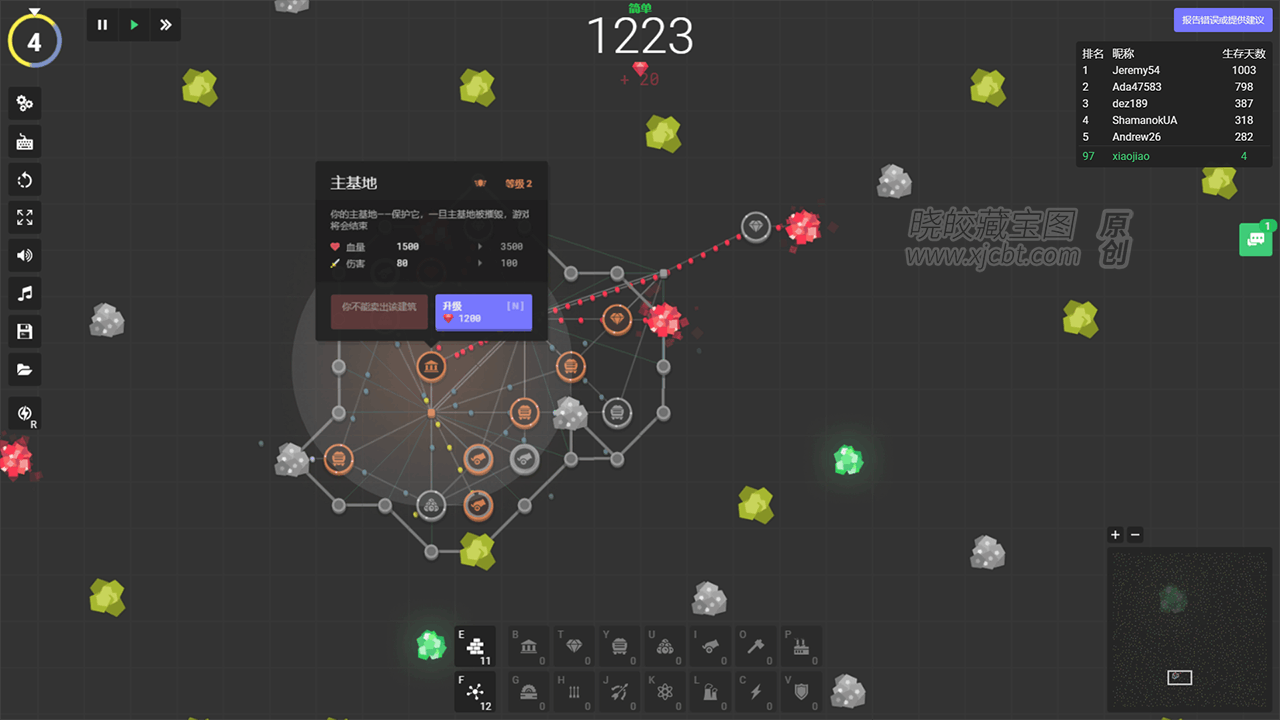 4
简单
1223
+ 20
报告错误或提供建议
排名 昵称 生存天数
1 Jeremy54 1003
2 Ada47583 798
3 dez189 387
4 ShamanokUA 318
5 Andrew26 282
97 xiaojiao 4
主基地 等级 2
你的主基地——保护它，一旦主基地被摧毁，游戏
将会结束
血量 1500 3500
伤害 80 100
你不能卖出该建筑
升级 [N]
1200
晓皎藏宝图 原创
www.xjcbt.com
1
R
+ −
E 11
B 0
T 0
Y 0
U 0
I 0
O 0
P 0
F 12
G 0
H 0
J 0
K 0
L 0
C 0
V 0